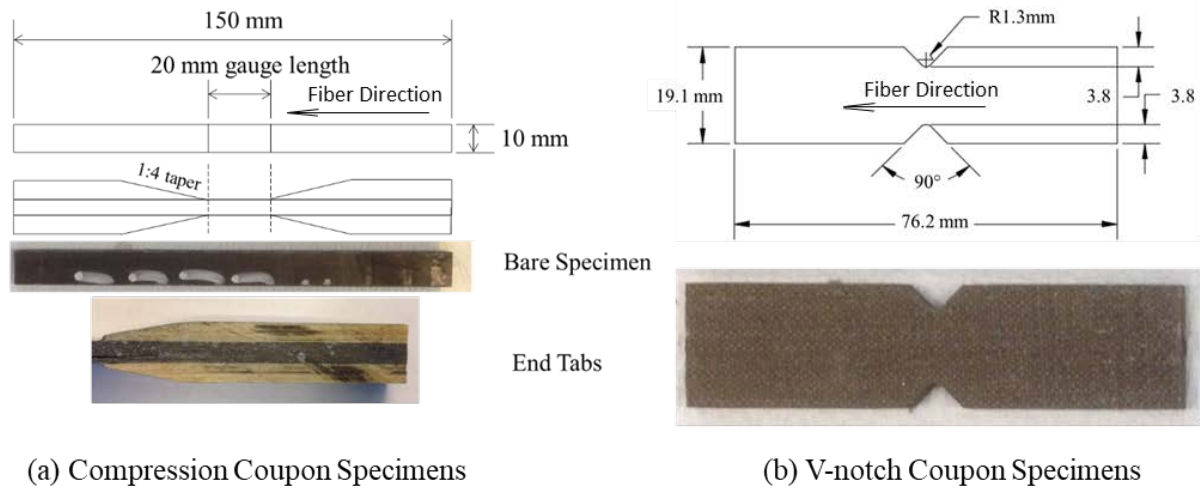 150 mm
20 mm gauge length
Fiber Direction
10 mm
1:4 taper
Bare Specimen
End Tabs
(a) Compression Coupon Specimens
R1.3mm
19.1 mm
Fiber Direction
3.8
3.8
90°
76.2 mm
(b) V-notch Coupon Specimens